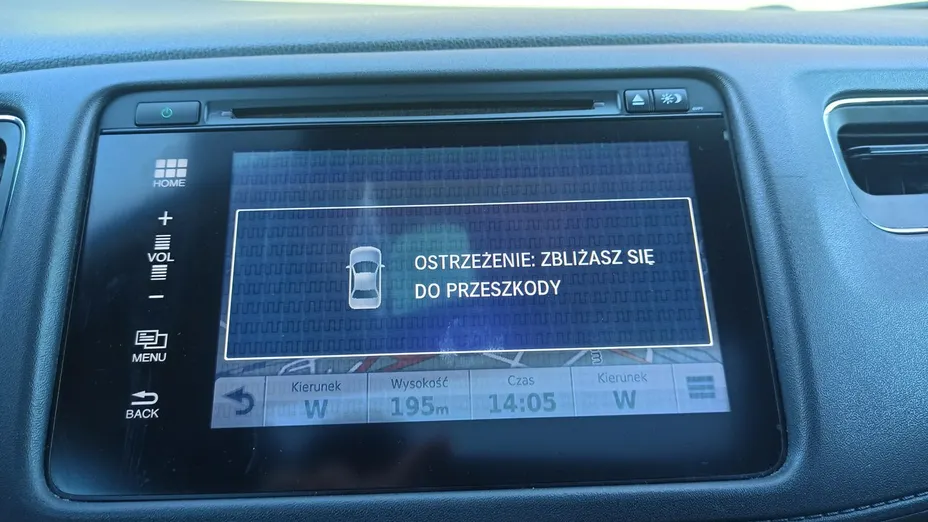 HOME
+
VOL
−
MENU
BACK
OSTRZEŻENIE: ZBLIŻASZ SIĘ
DO PRZESZKODY
Kierunek
W
Wysokość
195m
Czas
14:05
Kierunek
W